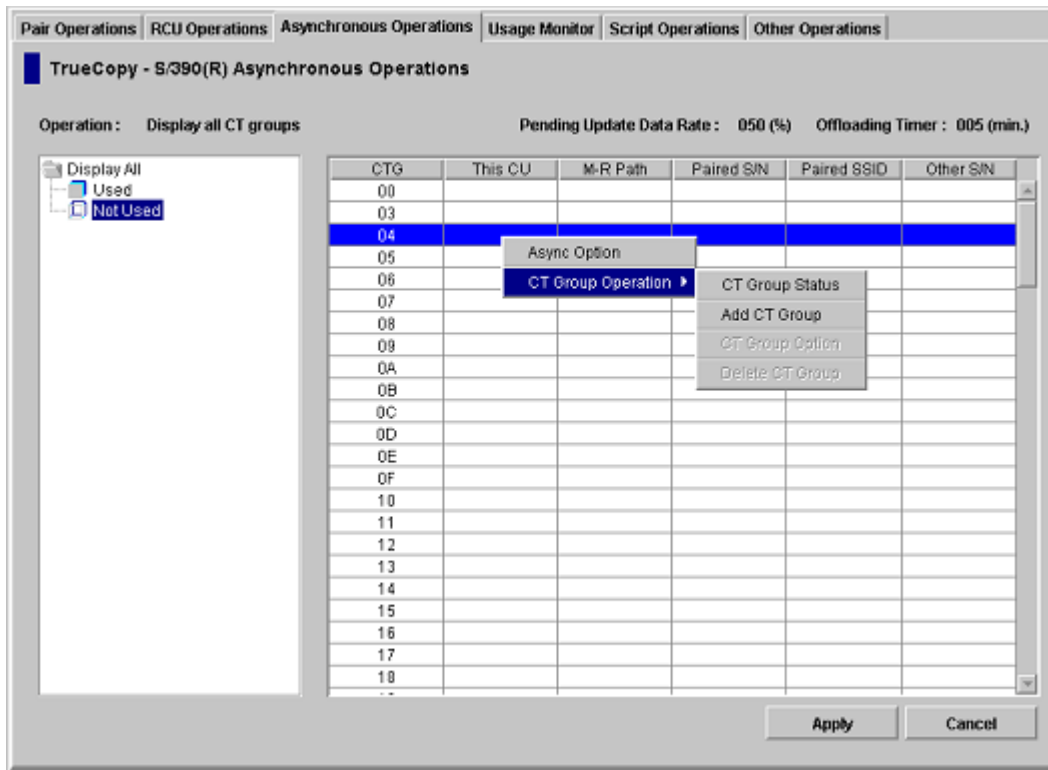 Pair Operations RCU Operations Asynchronous Operations Usage Monitor Script Operations Other Operations
TrueCopy - S/390(R) Asynchronous Operations
Operation : Display all CT groups Pending Update Data Rate : 050 (%) Offloading Timer : 005 (min.)
Display All
Used
Not Used
CTG This CU M-R Path Paired S/N Paired SSID Other S/N
00
03
04
05
06
07
08
09
0A
0B
0C
0D
0E
0F
10
11
12
13
14
15
16
17
18
Async Option
CT Group Operation
CT Group Status
Add CT Group
CT Group Option
Delete CT Group
Apply Cancel